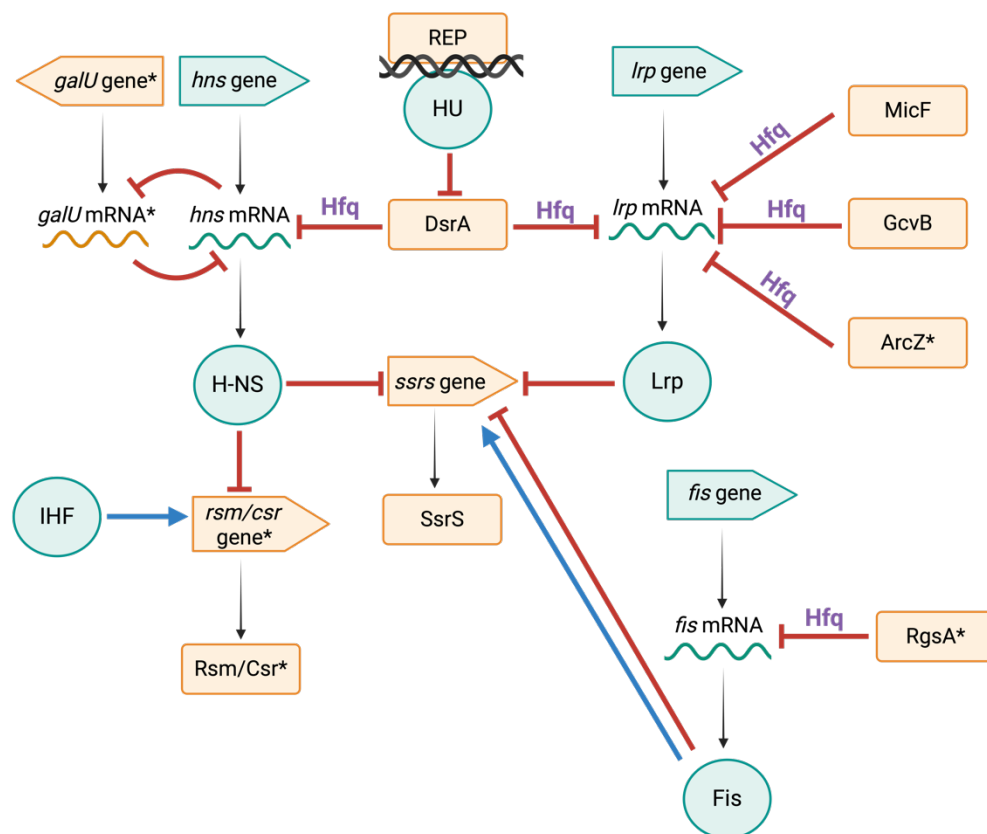 REP
galU gene*
hns gene
HU
lrp gene
MicF
Hfq
galU mRNA*
hns mRNA
Hfq
DsrA
Hfq
lrp mRNA
Hfq
GcvB
Hfq
ArcZ*
H-NS
ssrs gene
Lrp
IHF
rsm/csr
gene*
SsrS
fis gene
fis mRNA
Hfq
RgsA*
Rsm/Csr*
Fis